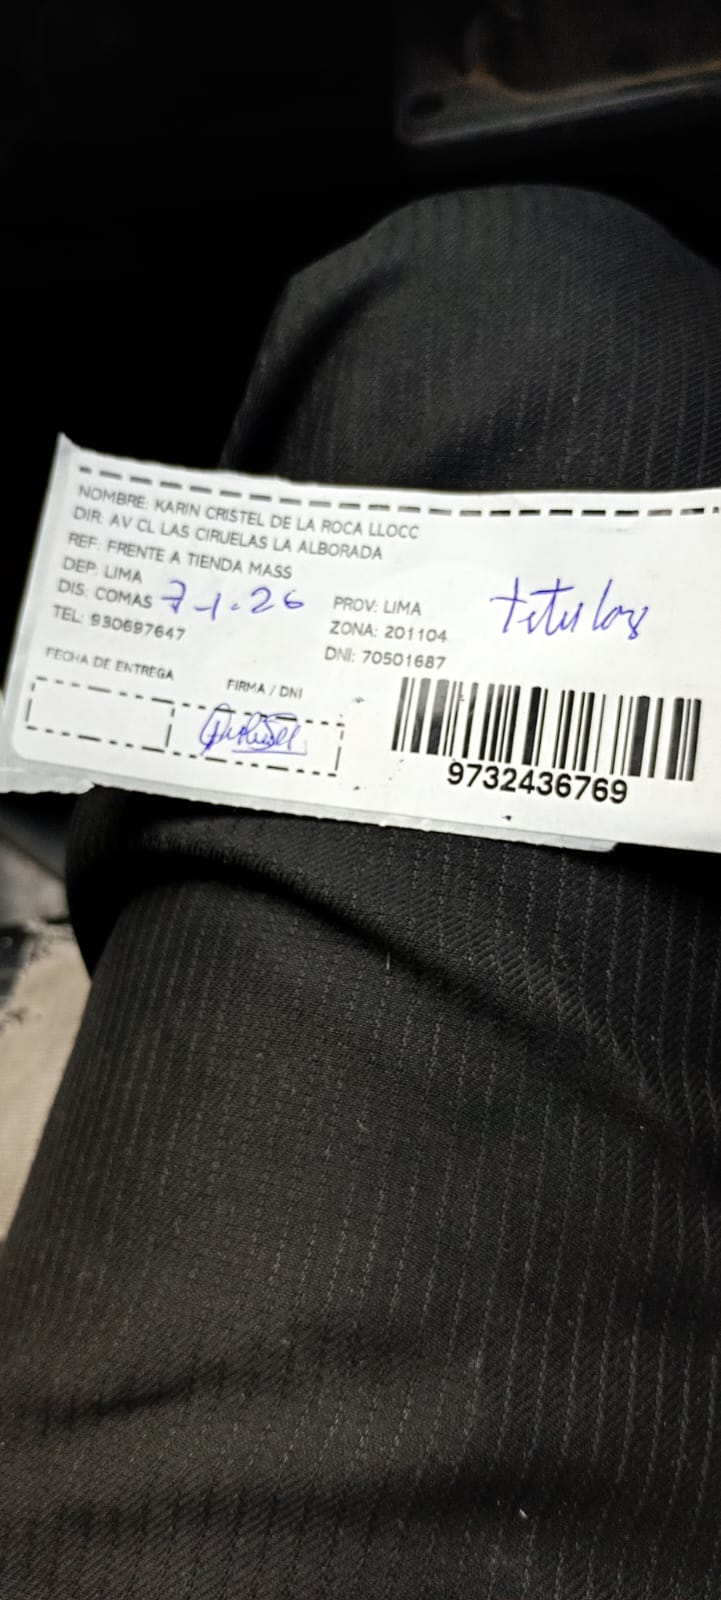 NOMBRE: KARIN CRISTEL DE LA ROCA LLOCC
DIR: AV CL LAS CIRUELAS LA ALBORADA
REF: FRENTE A TIENDA MASS
DEP: LIMA
DIS: COMAS 7-1-26 PROV: LIMA titular
TEL: 930697647 ZONA: 201104
DNI: 70501687
FECHA DE ENTREGA FIRMA / DNI
9732436769